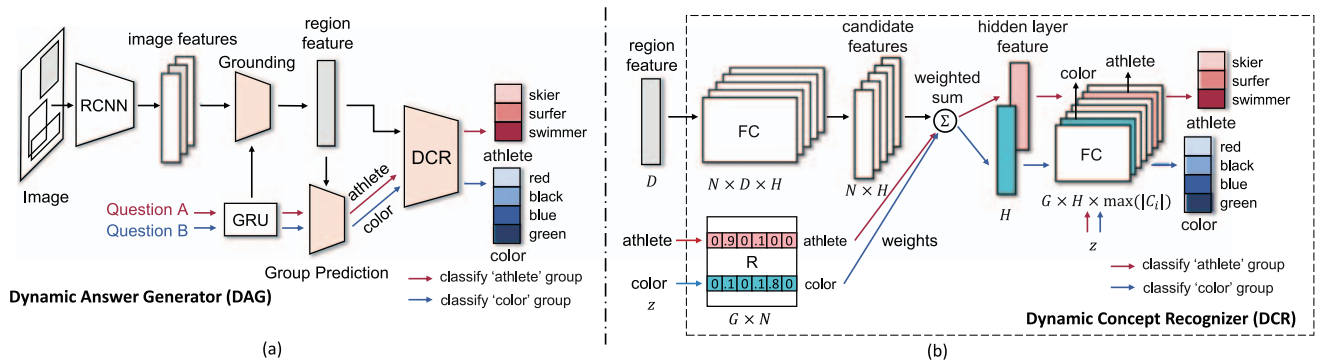 image features
region
feature
Grounding
RCNN
Image
DCR
skier
surfer
swimmer
athlete
red
black
blue
green
color
athlete
color
Question A
Question B
GRU
Group Prediction
classify 'athlete' group
classify 'color' group
Dynamic Answer Generator (DAG)
(a)
region
feature
D
FC
N × D × H
candidate
features
N × H
weighted
sum
Σ
hidden layer
feature
H
color
athlete
FC
G × H × max(|C_i|)
z
skier
surfer
swimmer
athlete
red
black
blue
green
color
athlete
0 .9 0 .1 0 0
athlete
R
weights
color
0 .1 0 .1 .8 0
color
z
G × N
classify 'athlete' group
classify 'color' group
Dynamic Concept Recognizer (DCR)
(b)